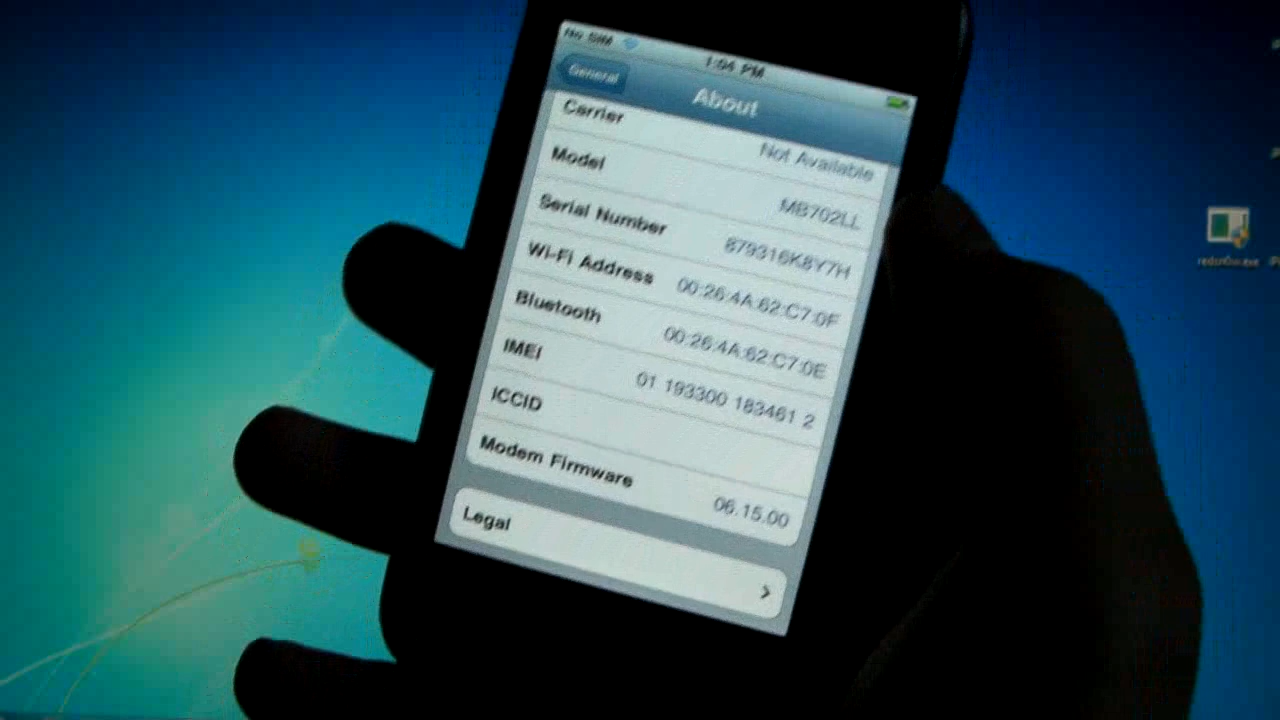 No SIM 1:04 PM
General About
Carrier Not Available
Model MB702LL
Serial Number 879316K8Y7H
Wi-Fi Address 00:26:4A:62:C7:0F
Bluetooth 00:26:4A:62:C7:0E
IMEI 01 193300 183461 2
ICCID
Modem Firmware 06.15.00
Legal